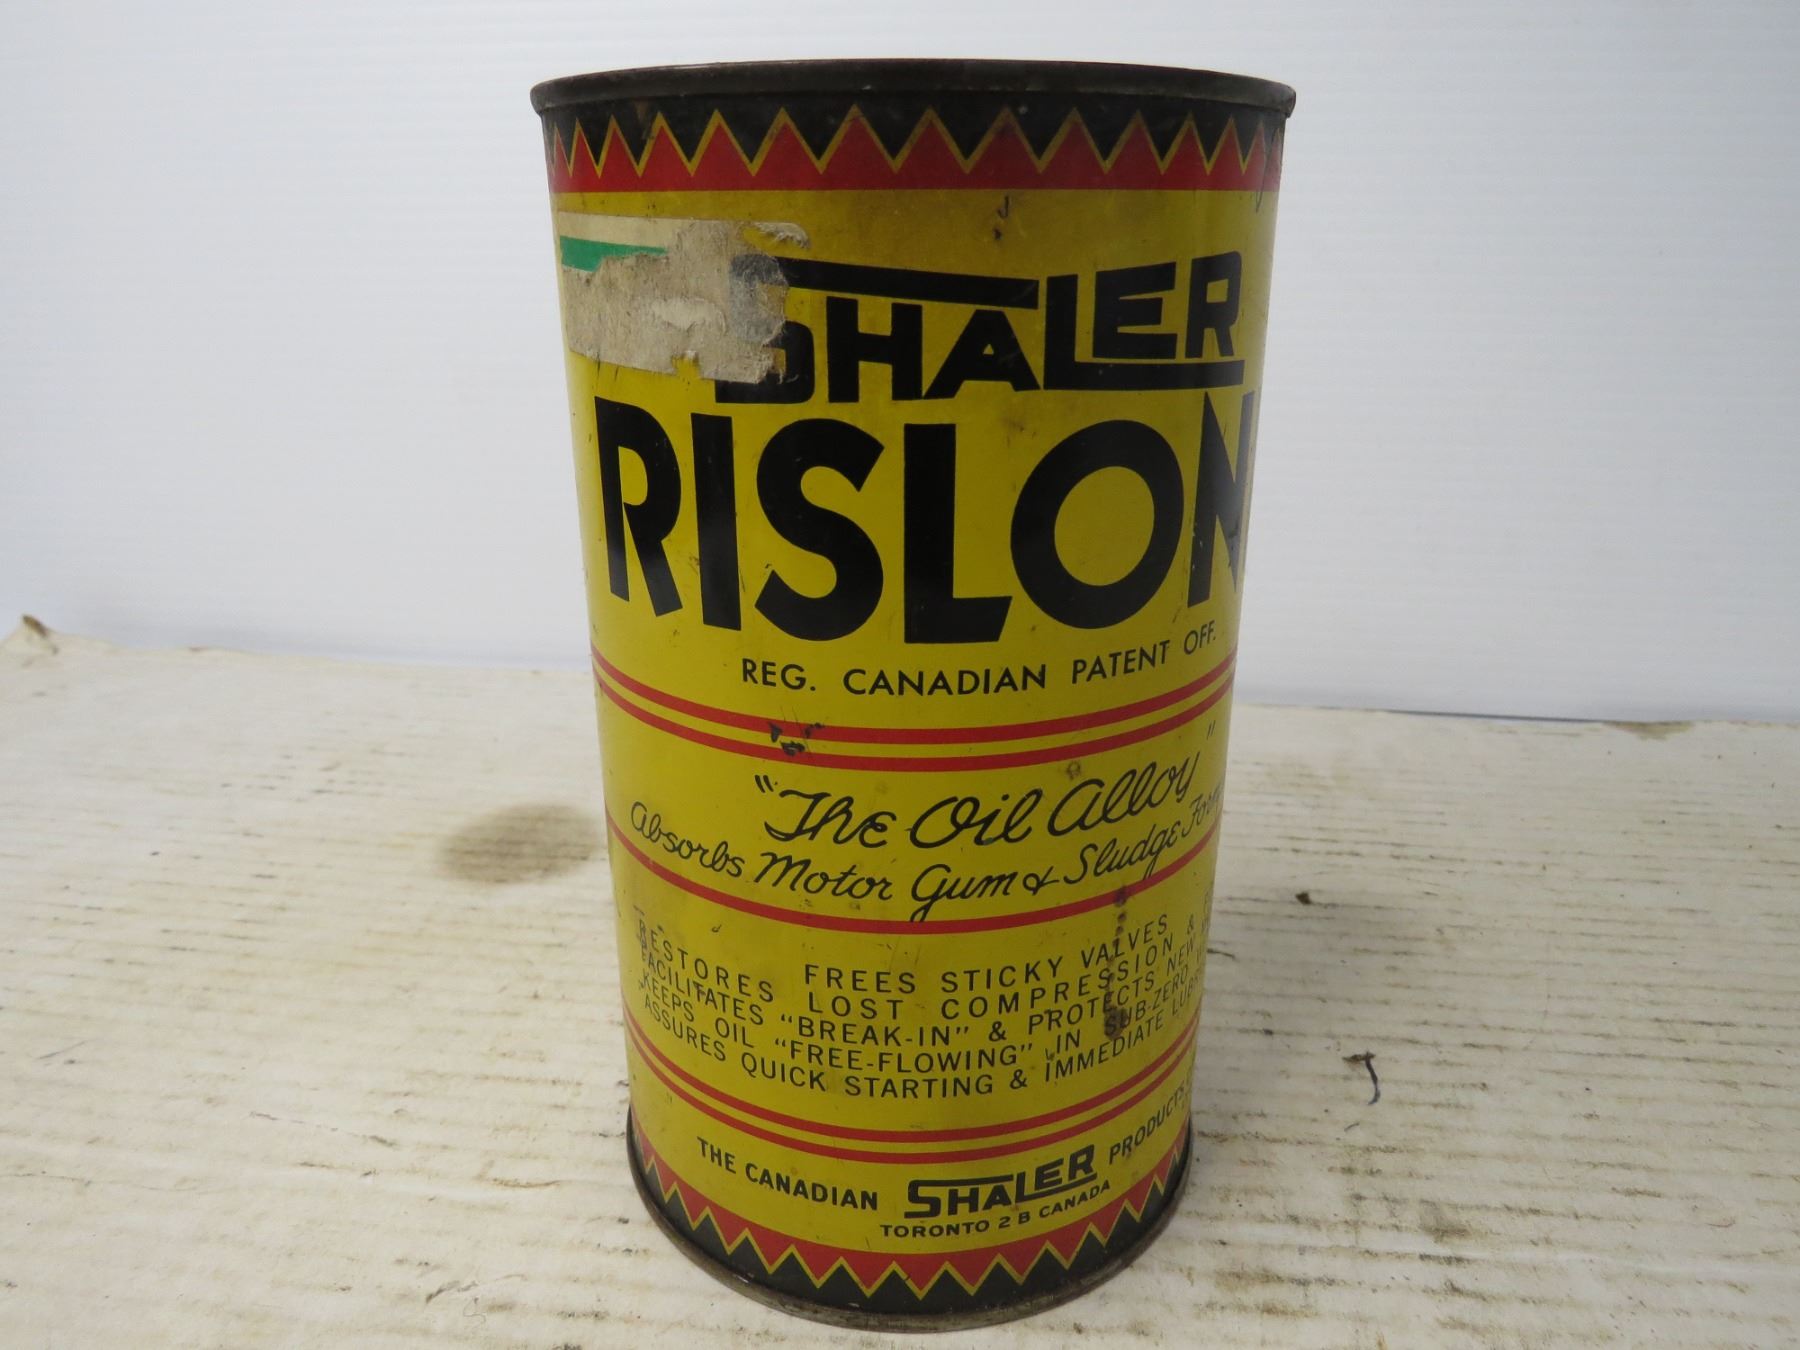 SHALER
RISLON
REG. CANADIAN PATENT OFF.
"The Oil Alloy"
Absorbs Motor Gum & Sludge
FREES STICKY VALVES
RESTORES LOST COMPRESSION &
FACILITATES "BREAK-IN" & PROTECTS NEW
KEEPS OIL "FREE-FLOWING" IN SUB-ZERO
ASSURES QUICK STARTING & IMMEDIATE
THE CANADIAN SHALER PRODUCTS
TORONTO 2 B CANADA